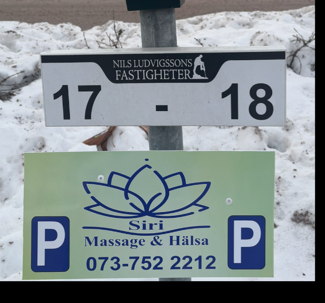 NILS LUDVIGSSONS
FASTIGHETER
17 - 18
Siri
Massage & Hälsa
P P
073-752 2212